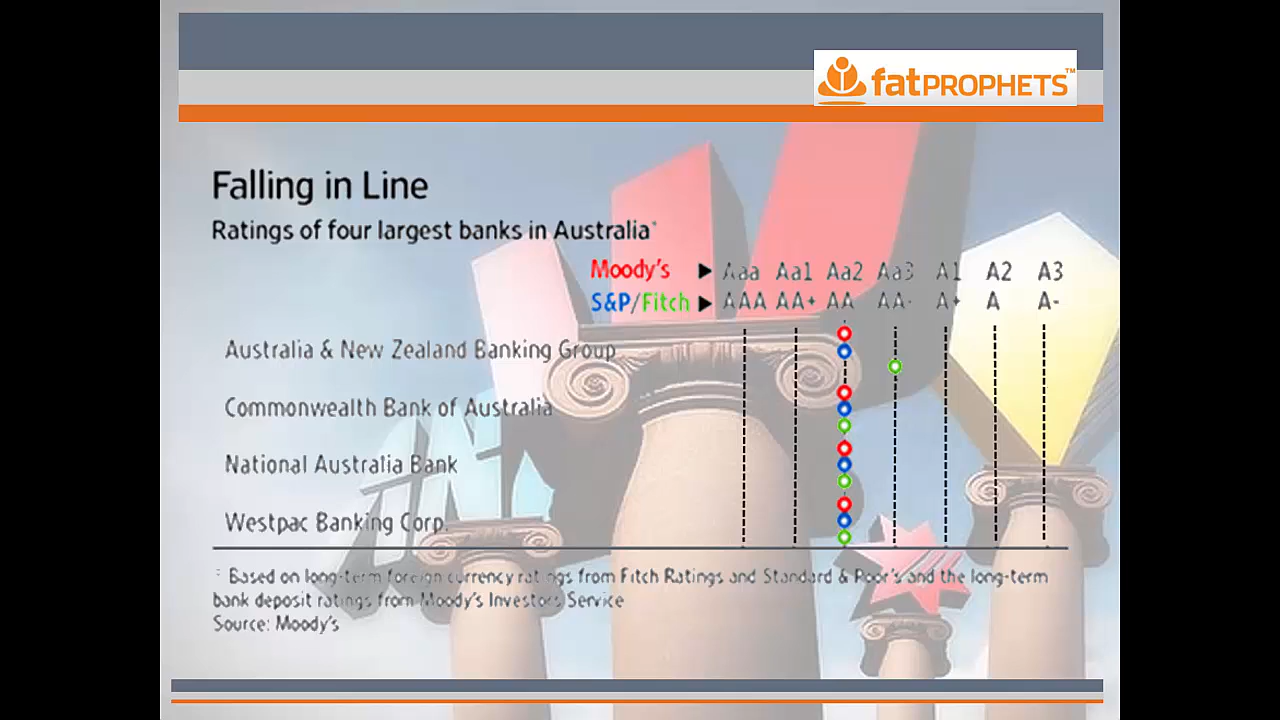 fatPROPHETS™
Falling in Line
Ratings of four largest banks in Australia*
Moody's ▶ Aaa Aa1 Aa2 Aa3 A1 A2 A3
S&P/Fitch ▶ AAA AA+ AA AA- A+ A A-
Australia & New Zealand Banking Group
Commonwealth Bank of Australia
National Australia Bank
Westpac Banking Corp.
* Based on long-term foreign currency ratings from Fitch Ratings and Standard & Poor's and the long-term
bank deposit ratings from Moody's Investors Service
Source: Moody's